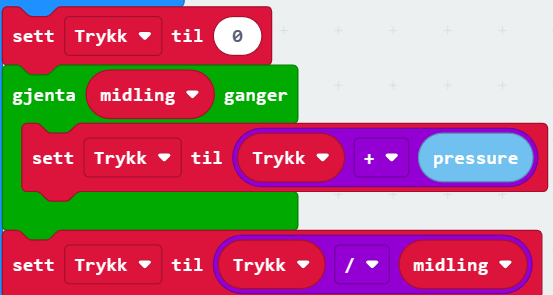 sett Trykk til 0
gjenta midling ganger
sett Trykk til Trykk + pressure
sett Trykk til Trykk / midling